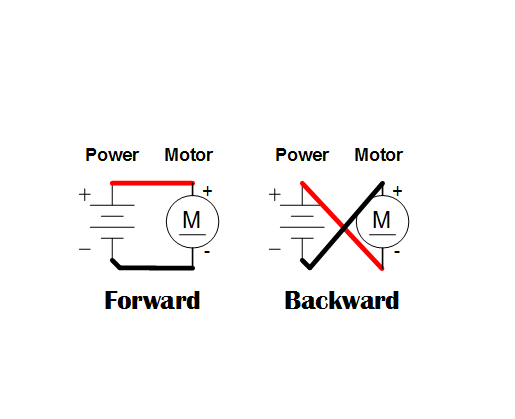 Power Motor
+ +
M
− -
Forward
Power Motor
+ +
M
− -
Backward